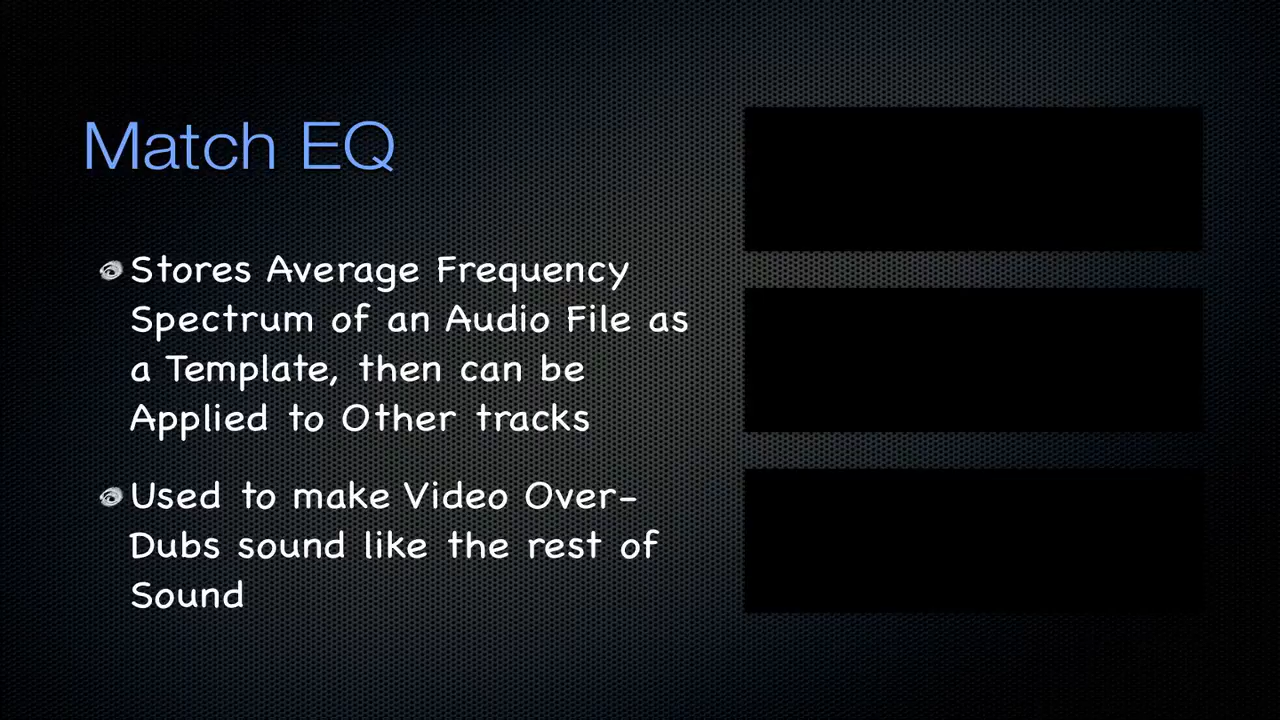 Match EQ
Stores Average Frequency
Spectrum of an Audio File as
a Template, then can be
Applied to Other tracks
Used to make Video Over-
Dubs sound like the rest of
Sound